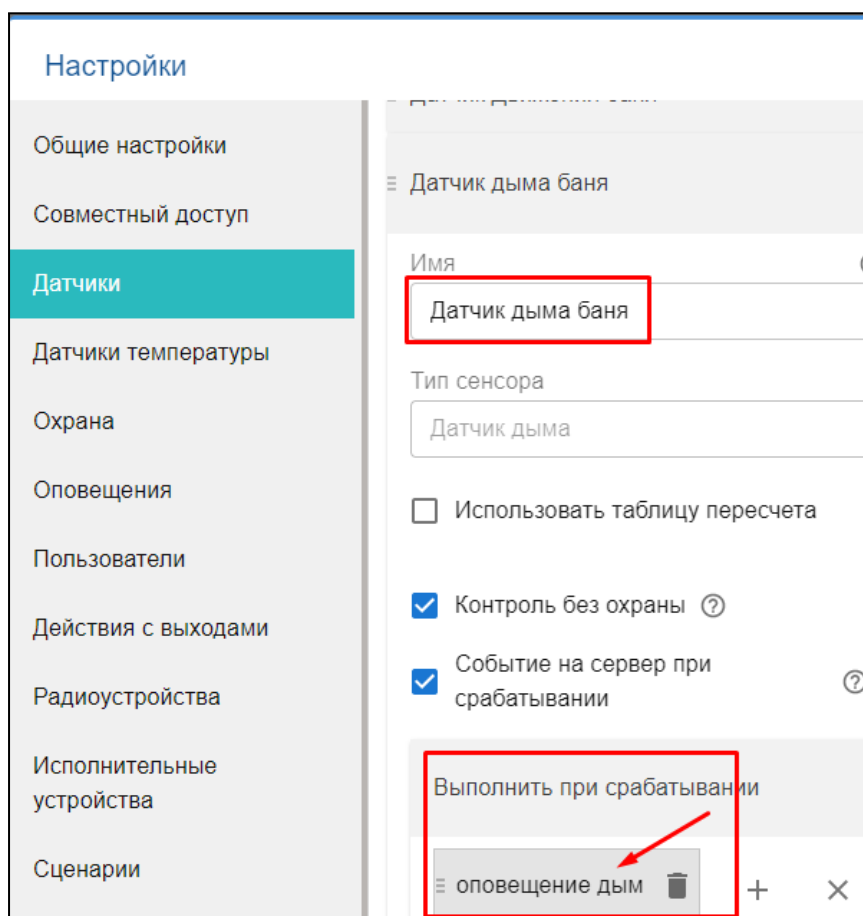 Настройки
Общие настройки
Совместный доступ
Датчики
Датчики температуры
Охрана
Оповещения
Пользователи
Действия с выходами
Радиоустройства
Исполнительные
устройства
Сценарии
Датчик дыма баня
Имя
Датчик дыма баня
Тип сенсора
Датчик дыма
Использовать таблицу пересчета
Контроль без охраны
Событие на сервер при
срабатывании
Выполнить при срабатывании
оповещение дым